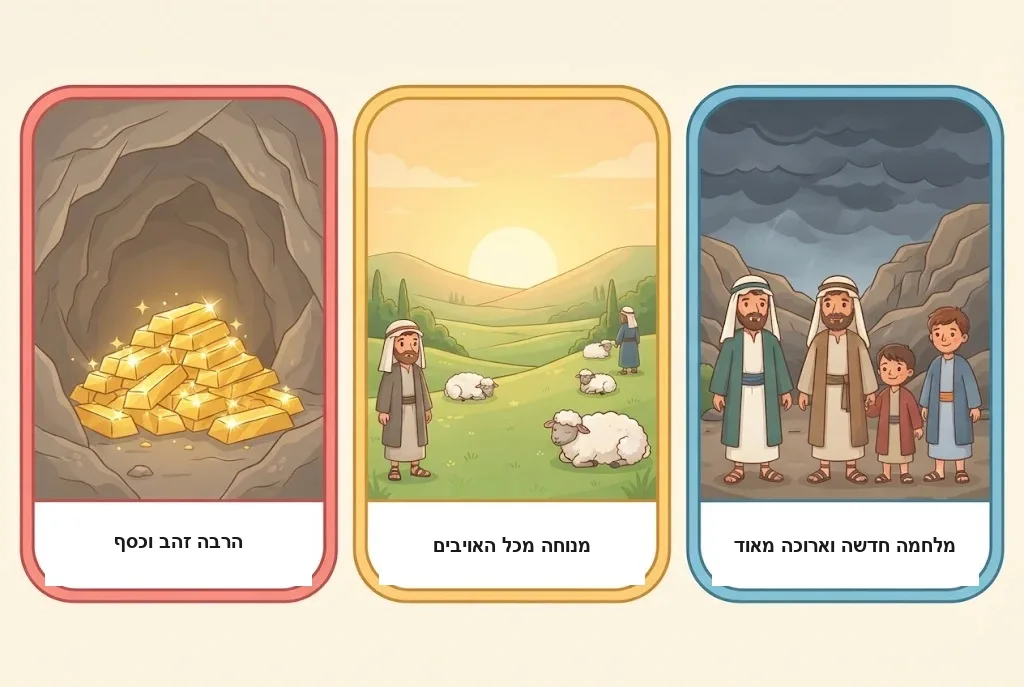 מלחמה חדשה וארוכה מאוד
מנוחה מכל האויבים
הרבה זהב וכסף